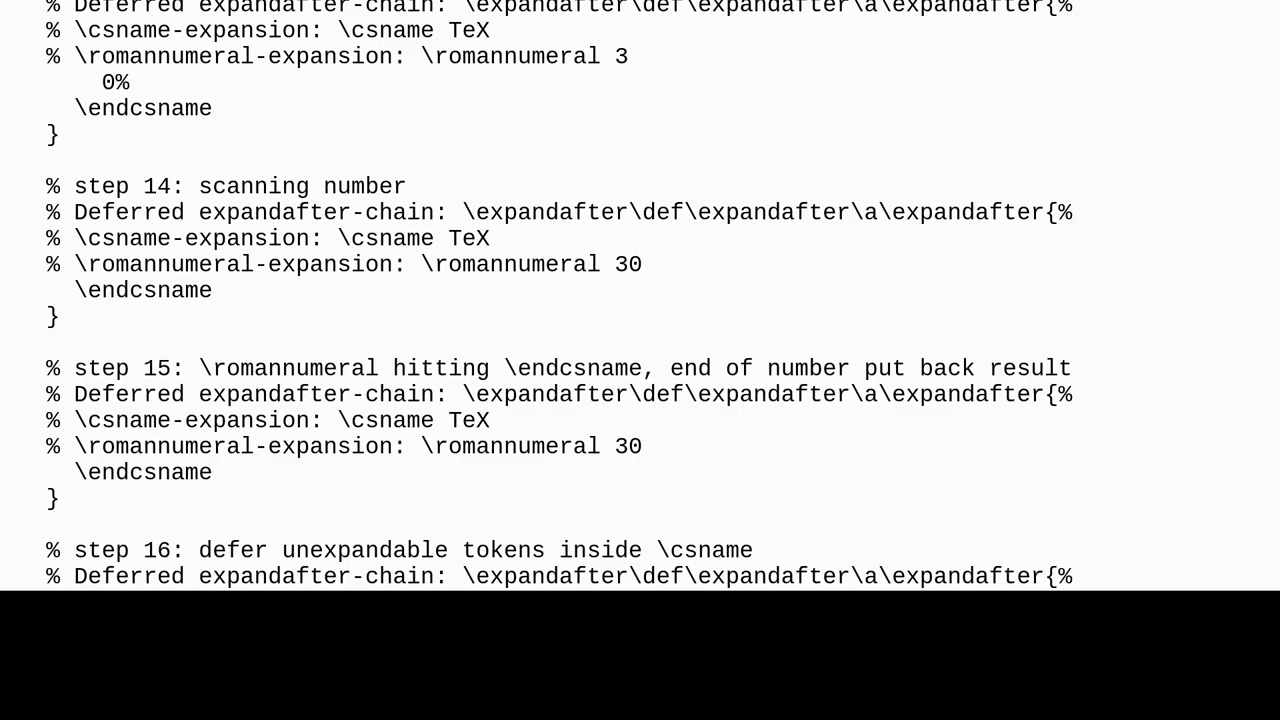 % Deferred expandafter-chain: \expandafter\def\expandafter\a\expandafter{%
% \csname-expansion: \csname TeX
% \romannumeral-expansion: \romannumeral 3
    0%
  \endcsname
}
% step 14: scanning number
% Deferred expandafter-chain: \expandafter\def\expandafter\a\expandafter{%
% \csname-expansion: \csname TeX
% \romannumeral-expansion: \romannumeral 30
  \endcsname
}
% step 15: \romannumeral hitting \endcsname, end of number put back result
% Deferred expandafter-chain: \expandafter\def\expandafter\a\expandafter{%
% \csname-expansion: \csname TeX
% \romannumeral-expansion: \romannumeral 30
  \endcsname
}
% step 16: defer unexpandable tokens inside \csname
% Deferred expandafter-chain: \expandafter\def\expandafter\a\expandafter{%